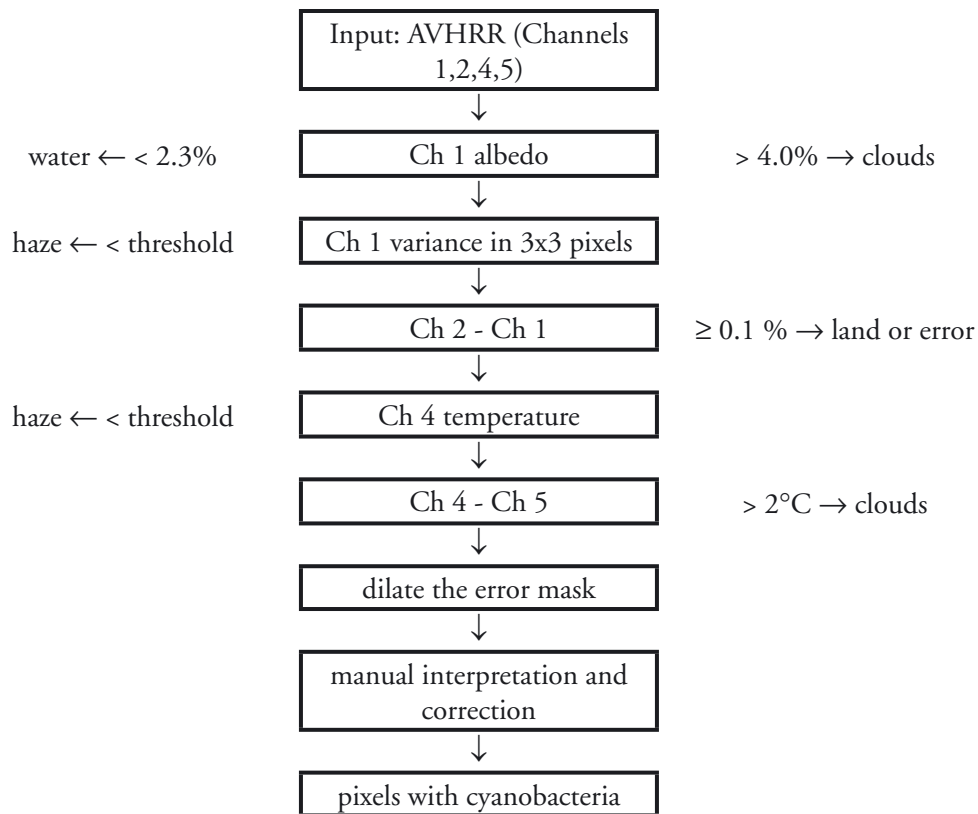 Input: AVHRR (Channels
1,2,4,5)
↓
water ← < 2.3% Ch 1 albedo > 4.0% → clouds
↓
haze ← < threshold Ch 1 variance in 3x3 pixels
↓
Ch 2 - Ch 1 ≥ 0.1 % → land or error
↓
haze ← < threshold Ch 4 temperature
↓
Ch 4 - Ch 5 > 2°C → clouds
↓
dilate the error mask
↓
manual interpretation and
correction
↓
pixels with cyanobacteria